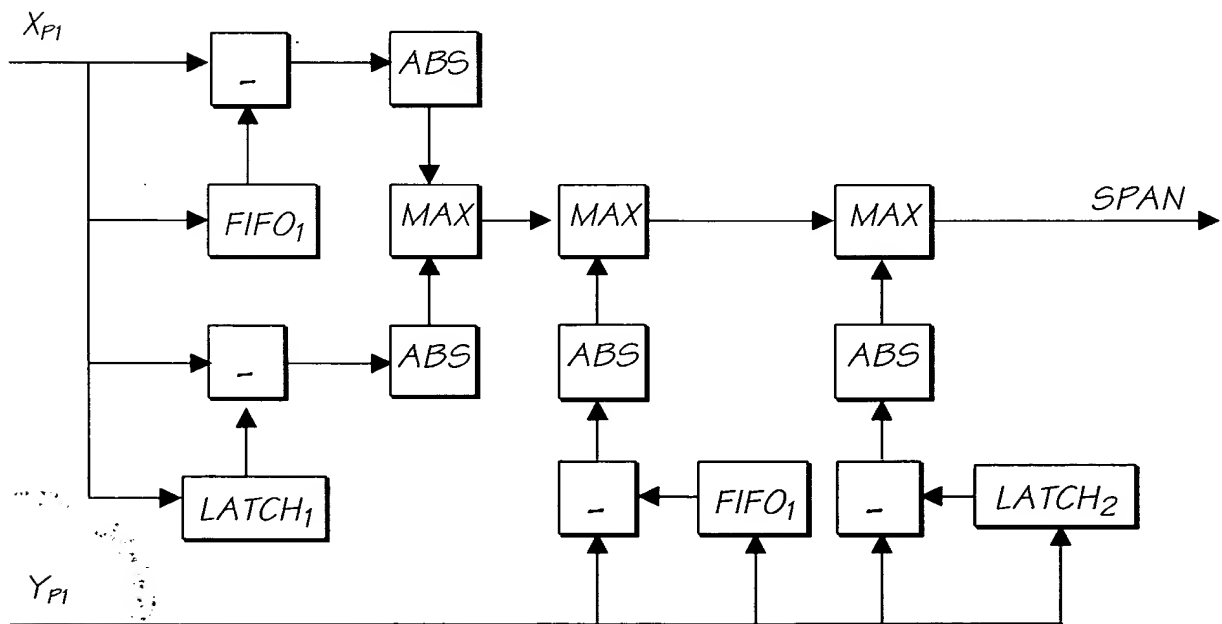 X_P1
- ABS
FIFO_1 MAX MAX MAX SPAN
- ABS ABS ABS
LATCH_1 - FIFO_1 - LATCH_2
Y_P1